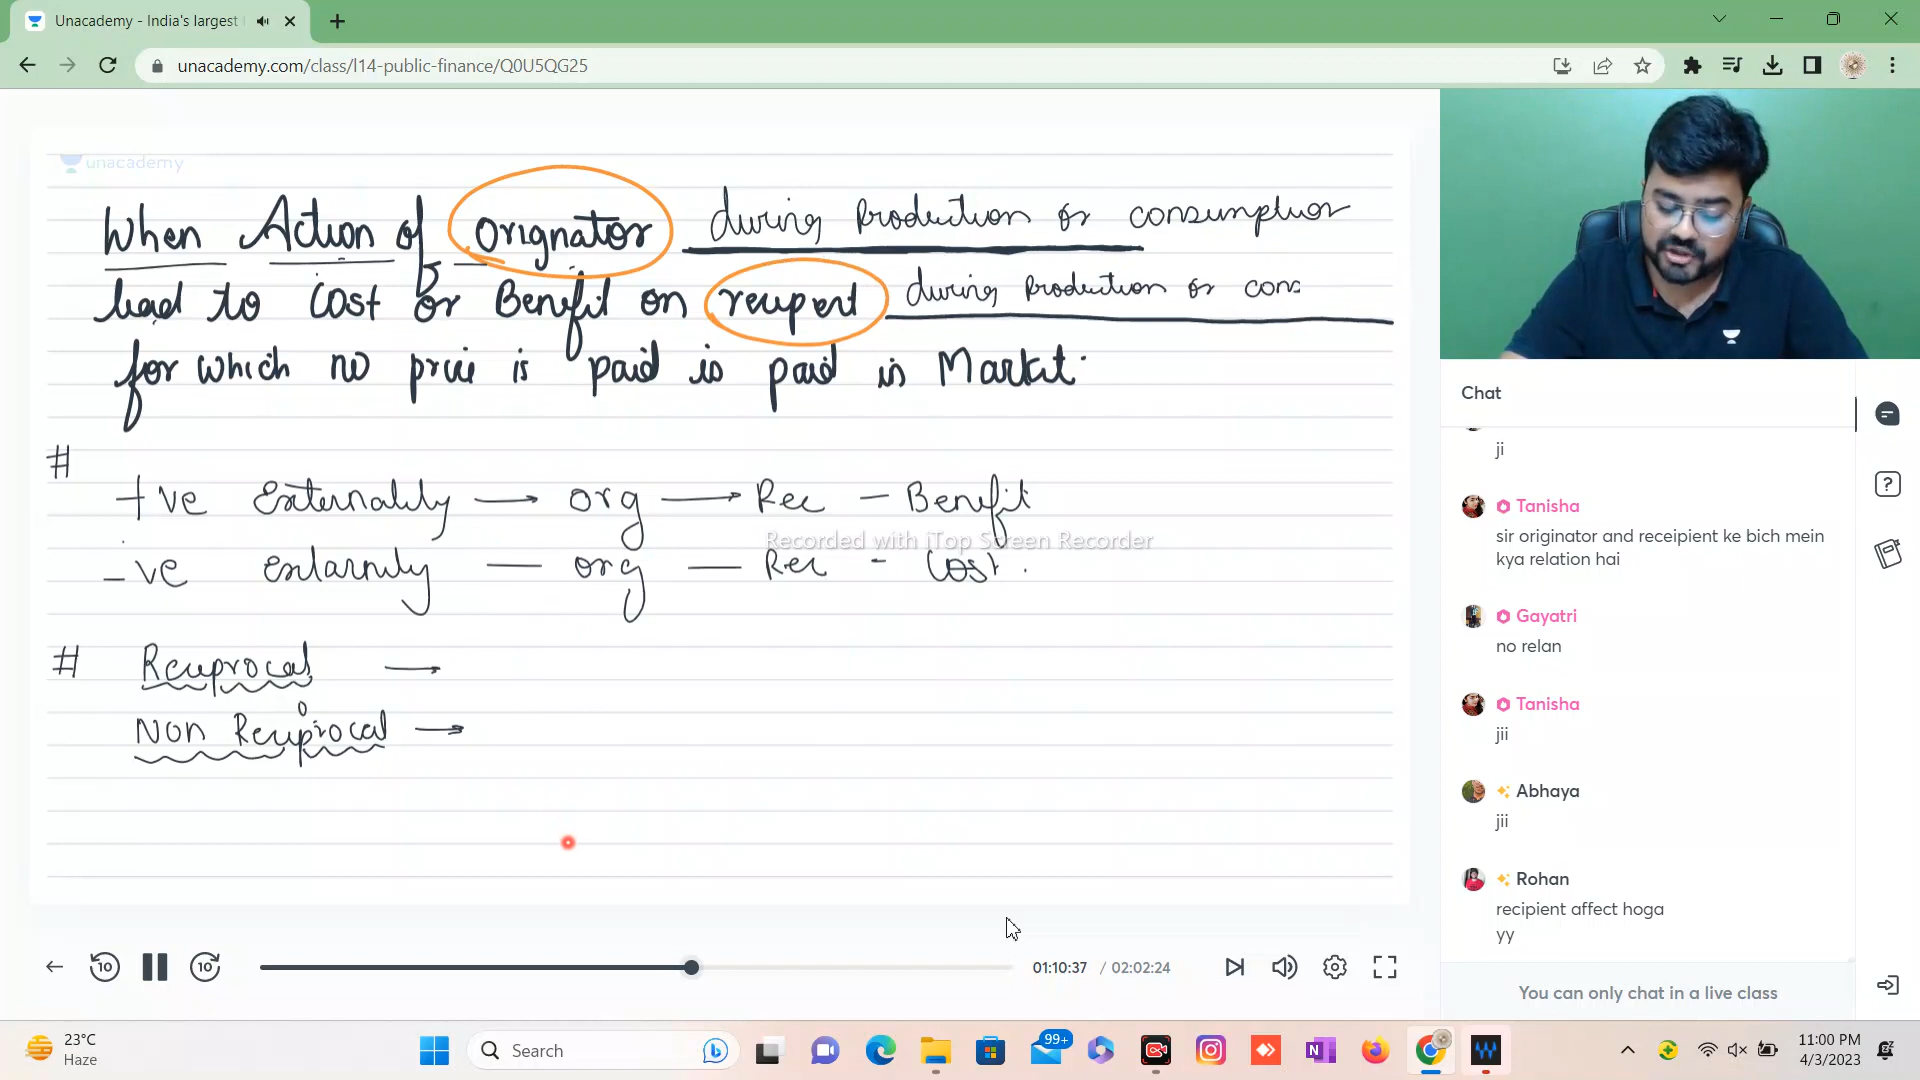 Unacademy - India's largest
unacademy.com/class/l14-public-finance/Q0U5QG25
unacademy
When Action of orignator during Production or consumption
lead to Cost or Benefit on recipent during Production or cons
for which no price is paid is paid in Market.
#
+ve Externality → org → Rec - Benefit
Recorded with iTop Screen Recorder
-ve — org — Rec - Cost.
# Reciprocal →
Non Reciprocal →
01:10:37 / 02:02:24
Chat
ji
Tanisha
sir originator and receipient ke bich mein
kya relation hai
Gayatri
no relan
Tanisha
jii
Abhaya
jii
Rohan
recipient affect hoga
yy
You can only chat in a live class
23°C
Haze
Search
99+
11:00 PM
4/3/2023